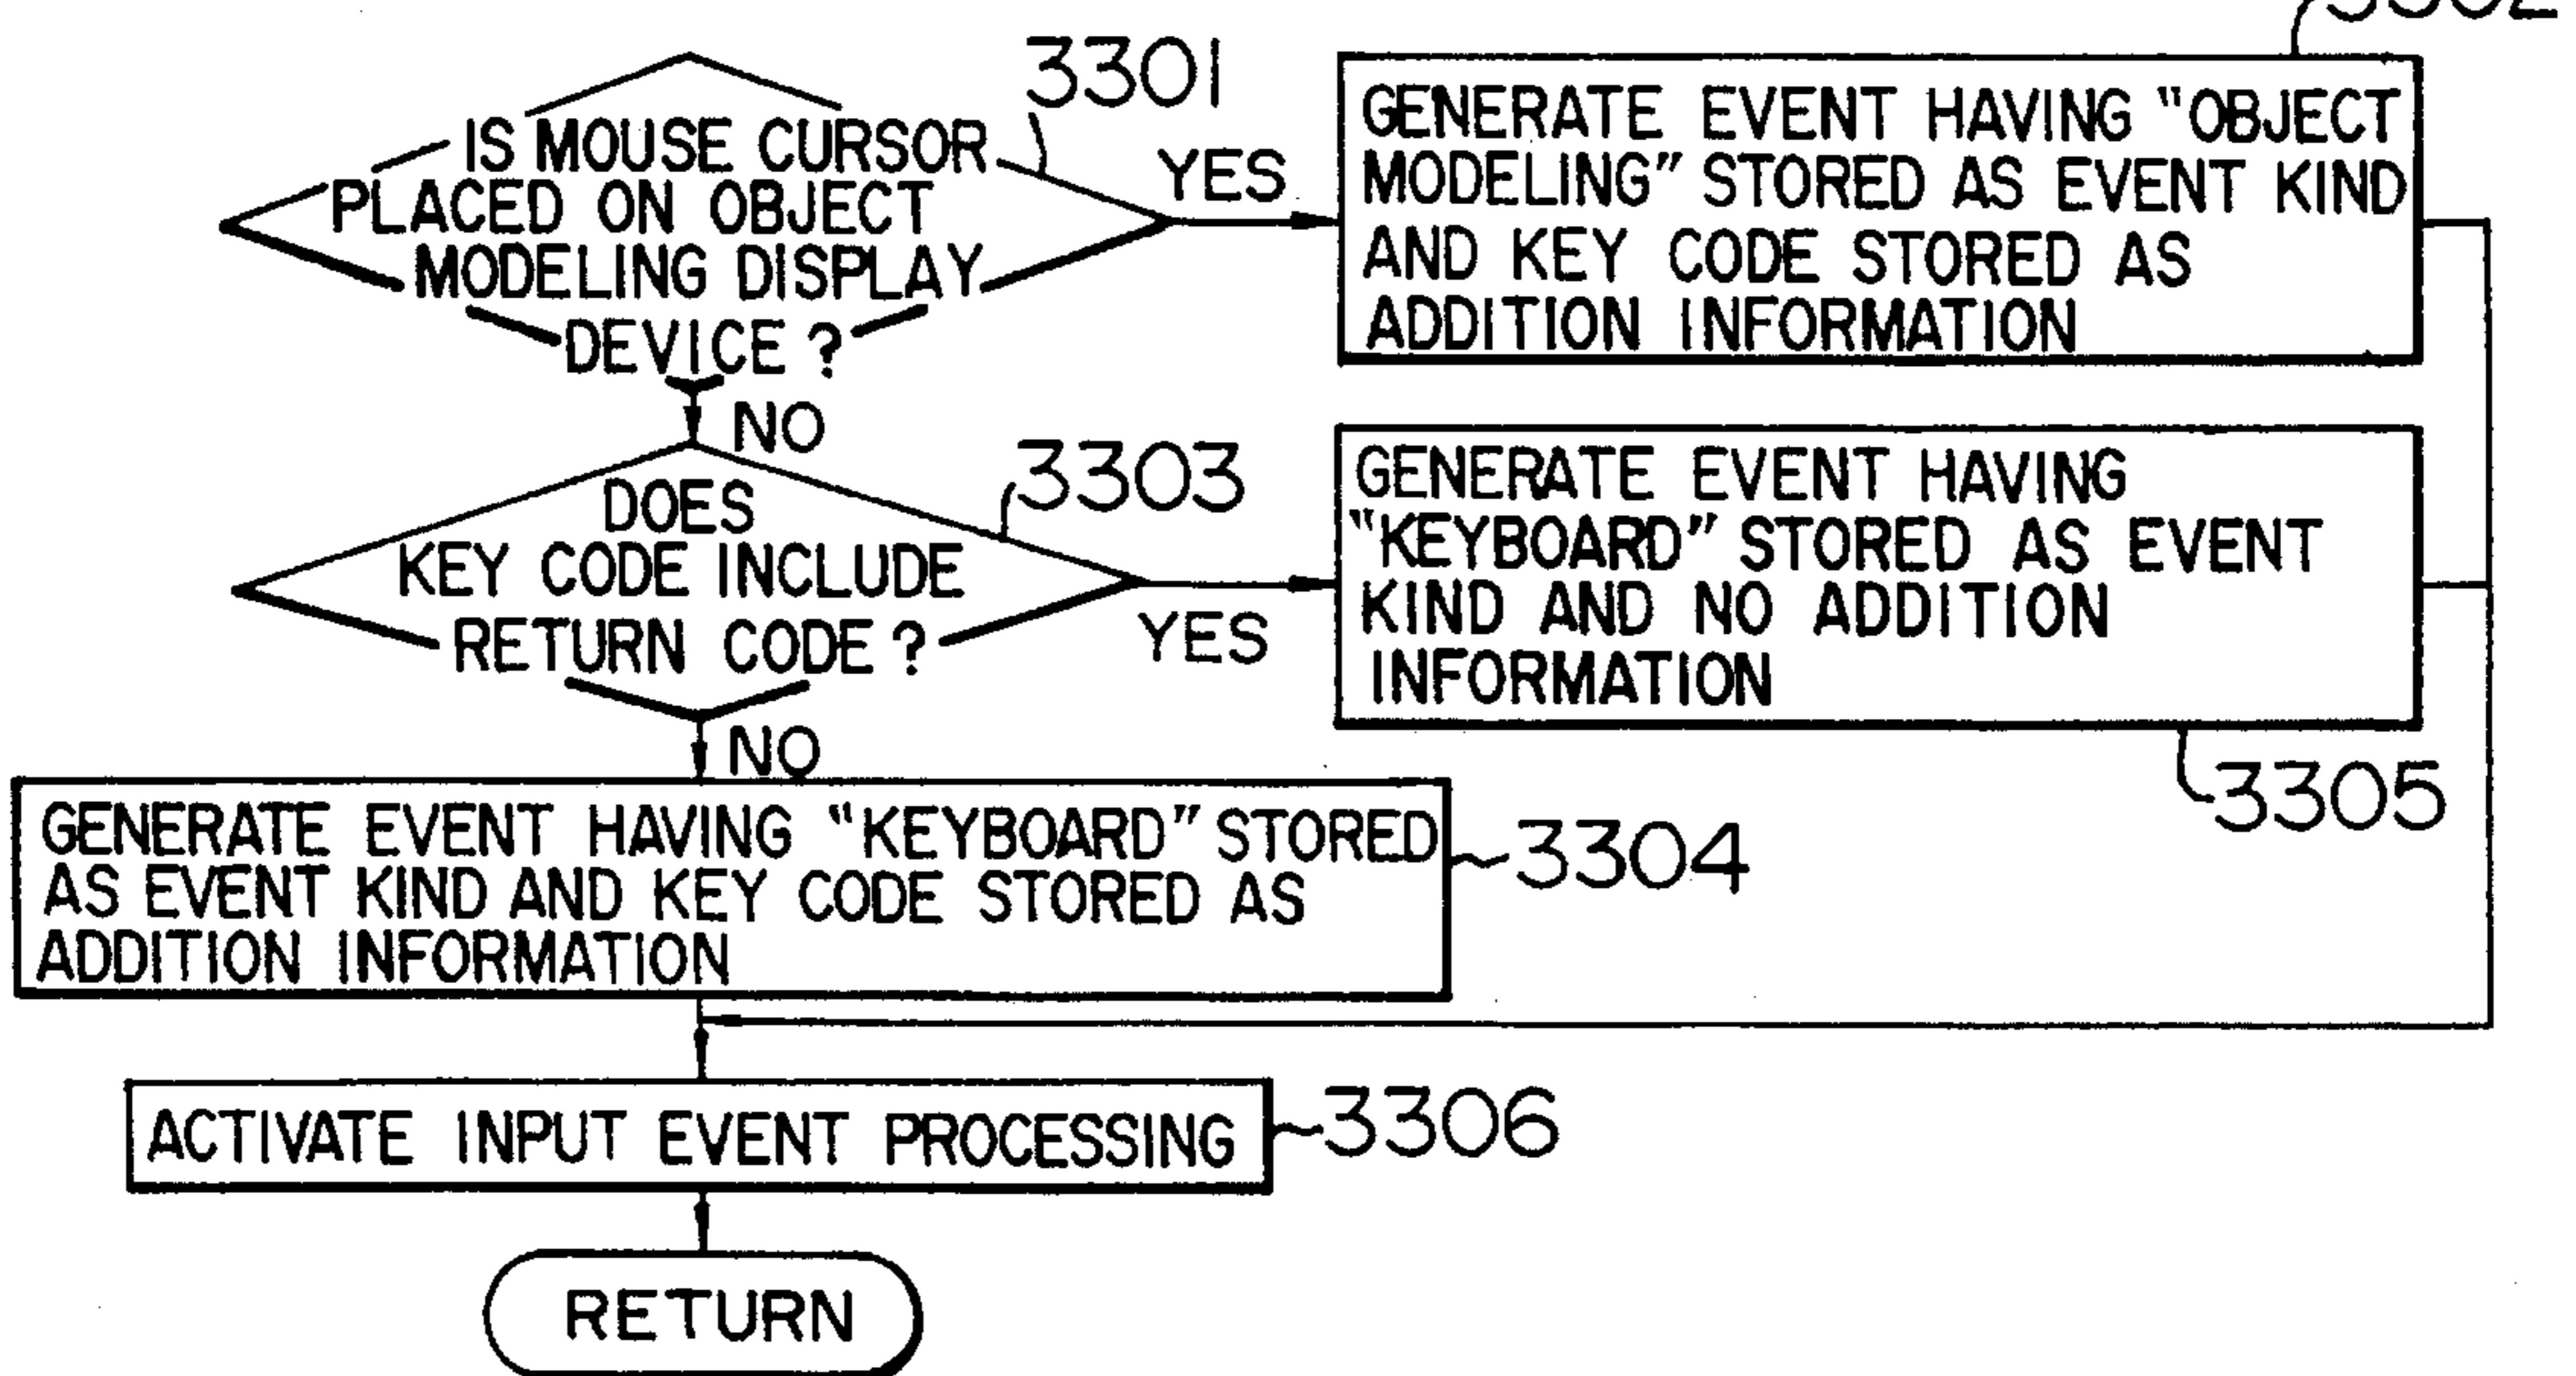 3302
3301
IS MOUSE CURSOR
PLACED ON OBJECT
MODELING DISPLAY
DEVICE ?
YES
GENERATE EVENT HAVING "OBJECT
MODELING" STORED AS EVENT KIND
AND KEY CODE STORED AS
ADDITION INFORMATION
NO
3303
DOES
KEY CODE INCLUDE
RETURN CODE ?
YES
GENERATE EVENT HAVING
"KEYBOARD" STORED AS EVENT
KIND AND NO ADDITION
INFORMATION
3305
NO
GENERATE EVENT HAVING "KEYBOARD" STORED
AS EVENT KIND AND KEY CODE STORED AS
ADDITION INFORMATION
3304
ACTIVATE INPUT EVENT PROCESSING
3306
RETURN